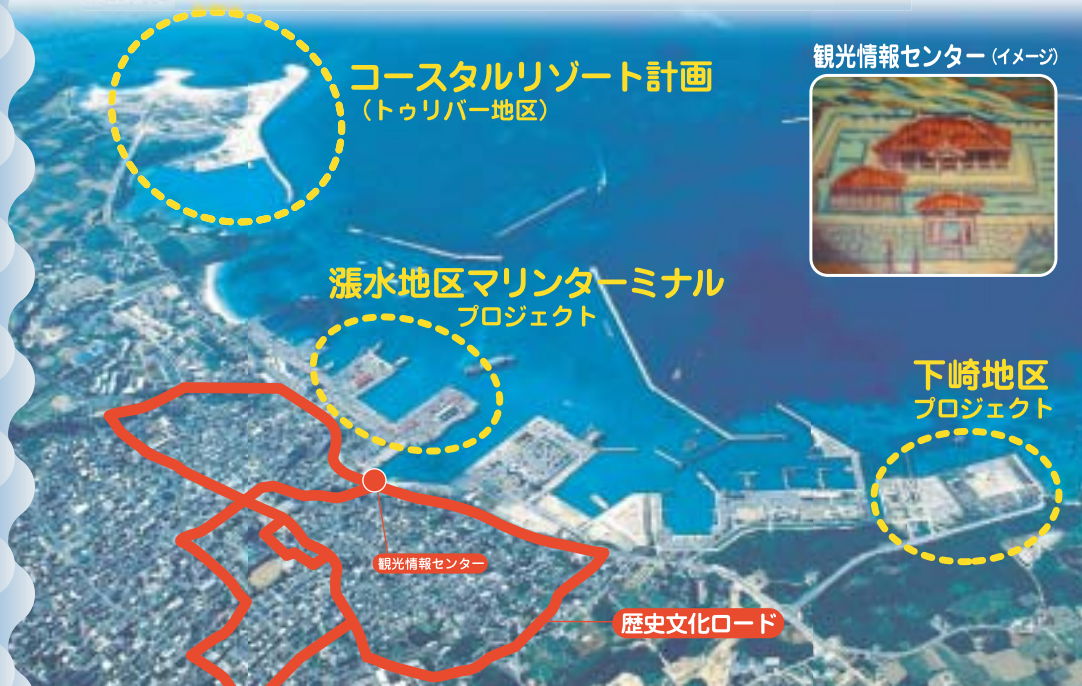 コースタルリゾート計画
（トゥリバー地区）
観光情報センター（イメージ）
漲水地区マリンターミナル
プロジェクト
下崎地区
プロジェクト
観光情報センター
歴史文化ロード